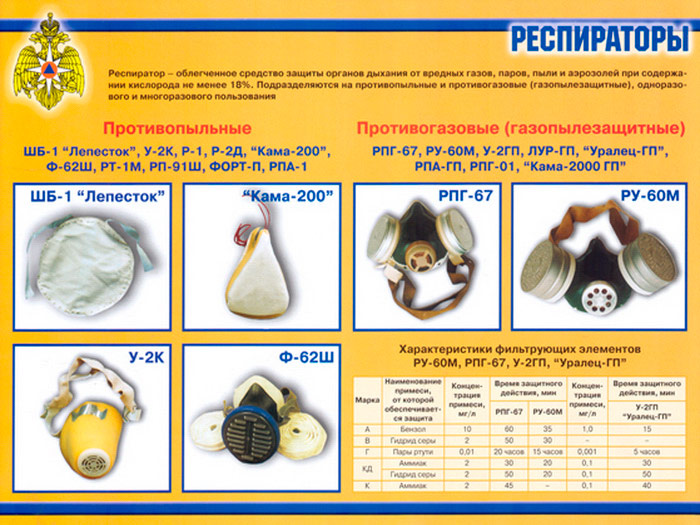 РЕСПИРАТОРЫ
Респиратор – облегченное средство защиты органов дыхания от вредных газов, паров, пыли и аэрозолей при содержа-
нии кислорода не менее 18%. Подразделяются на противопыльные и противогазовые (газопылезащитные), одноразо-
вого и многоразового пользования
Противопыльные
ШБ-1 “Лепесток”, У-2К, Р-1, Р-2Д, “Кама-200”,
Ф-62Ш, РТ-1М, РП-91Ш, ФОРТ-П, РПА-1
Противогазовые (газопылезащитные)
РПГ-67, РУ-60М, У-2ГП, ЛУР-ГП, “Уралец-ГП”,
РПА-ГП, РПГ-01, “Кама-2000 ГП”
ШБ-1 “Лепесток”
“Кама-200”
РПГ-67
РУ-60М
У-2К
Ф-62Ш
Характеристики фильтрующих элементов
РУ-60М, РПГ-67, У-2ГП, “Уралец-ГП”
Марка
Наименование
примеси,
от которой
обеспечивает-
ся защита
Концен-
трация
примеси,
мг/л
Время защитного
действия, мин
РПГ-67 РУ-60М
Концен-
трация
примеси,
мг/л
Время защитного
действия, мин
У-2ГП
“Уралец-ГП”
А Бензол 10 60 35 1,0 15
В Гидрид серы 2 50 30 – –
Г Пары ртути 0,01 20 часов 15 часов 0,001 5 часов
КД Аммиак 2 30 20 0,1 30
Гидрид серы 2 50 20 0,1 50
К Аммиак 2 45 – 0,1 40